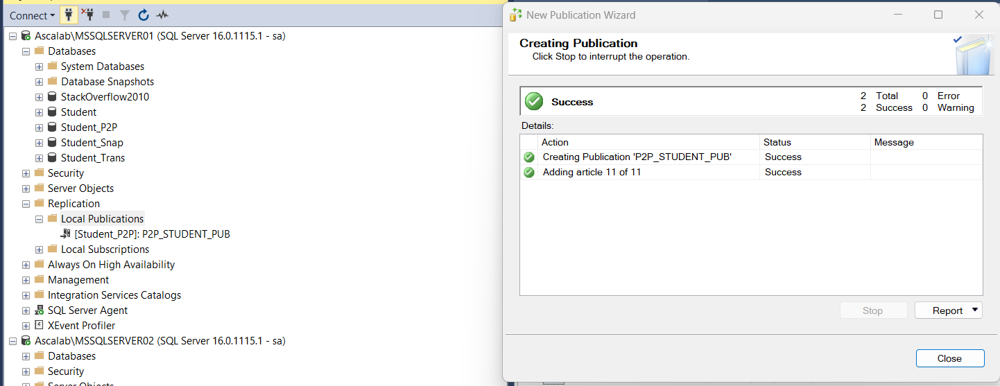 Connect
Ascalab\MSSQLSERVER01 (SQL Server 16.0.1115.1 - sa)
Databases
System Databases
Database Snapshots
StackOverflow2010
Student
Student_P2P
Student_Snap
Student_Trans
Security
Server Objects
Replication
Local Publications
[Student_P2P]: P2P_STUDENT_PUB
Local Subscriptions
Always On High Availability
Management
Integration Services Catalogs
SQL Server Agent
XEvent Profiler
Ascalab\MSSQLSERVER02 (SQL Server 16.0.1115.1 - sa)
Databases
Security
Server Objects
New Publication Wizard
Creating Publication
Click Stop to interrupt the operation.
Success
2 Total 0 Error
2 Success 0 Warning
Details:
Action Status Message
Creating Publication 'P2P_STUDENT_PUB' Success
Adding article 11 of 11 Success
Stop Report
Close